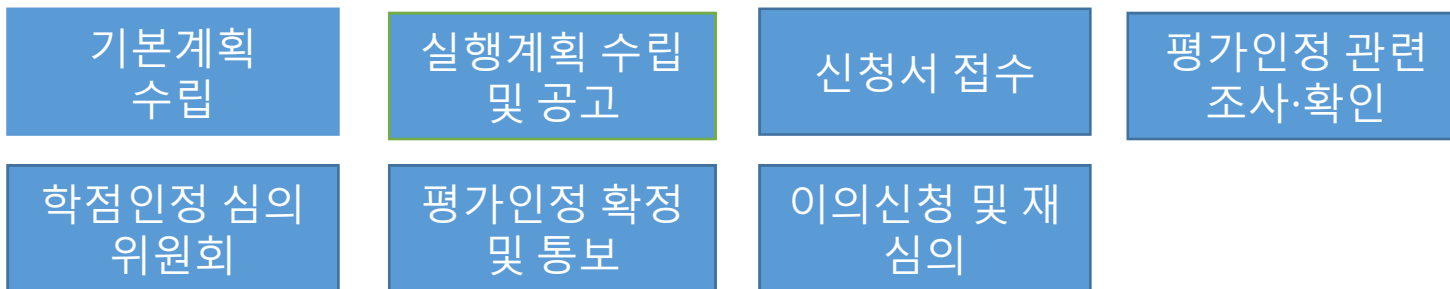 기본계획
수립
실행계획 수립
및 공고
신청서 접수
평가인정 관련
조사·확인
학점인정 심의
위원회
평가인정 확정
및 통보
이의신청 및 재
심의